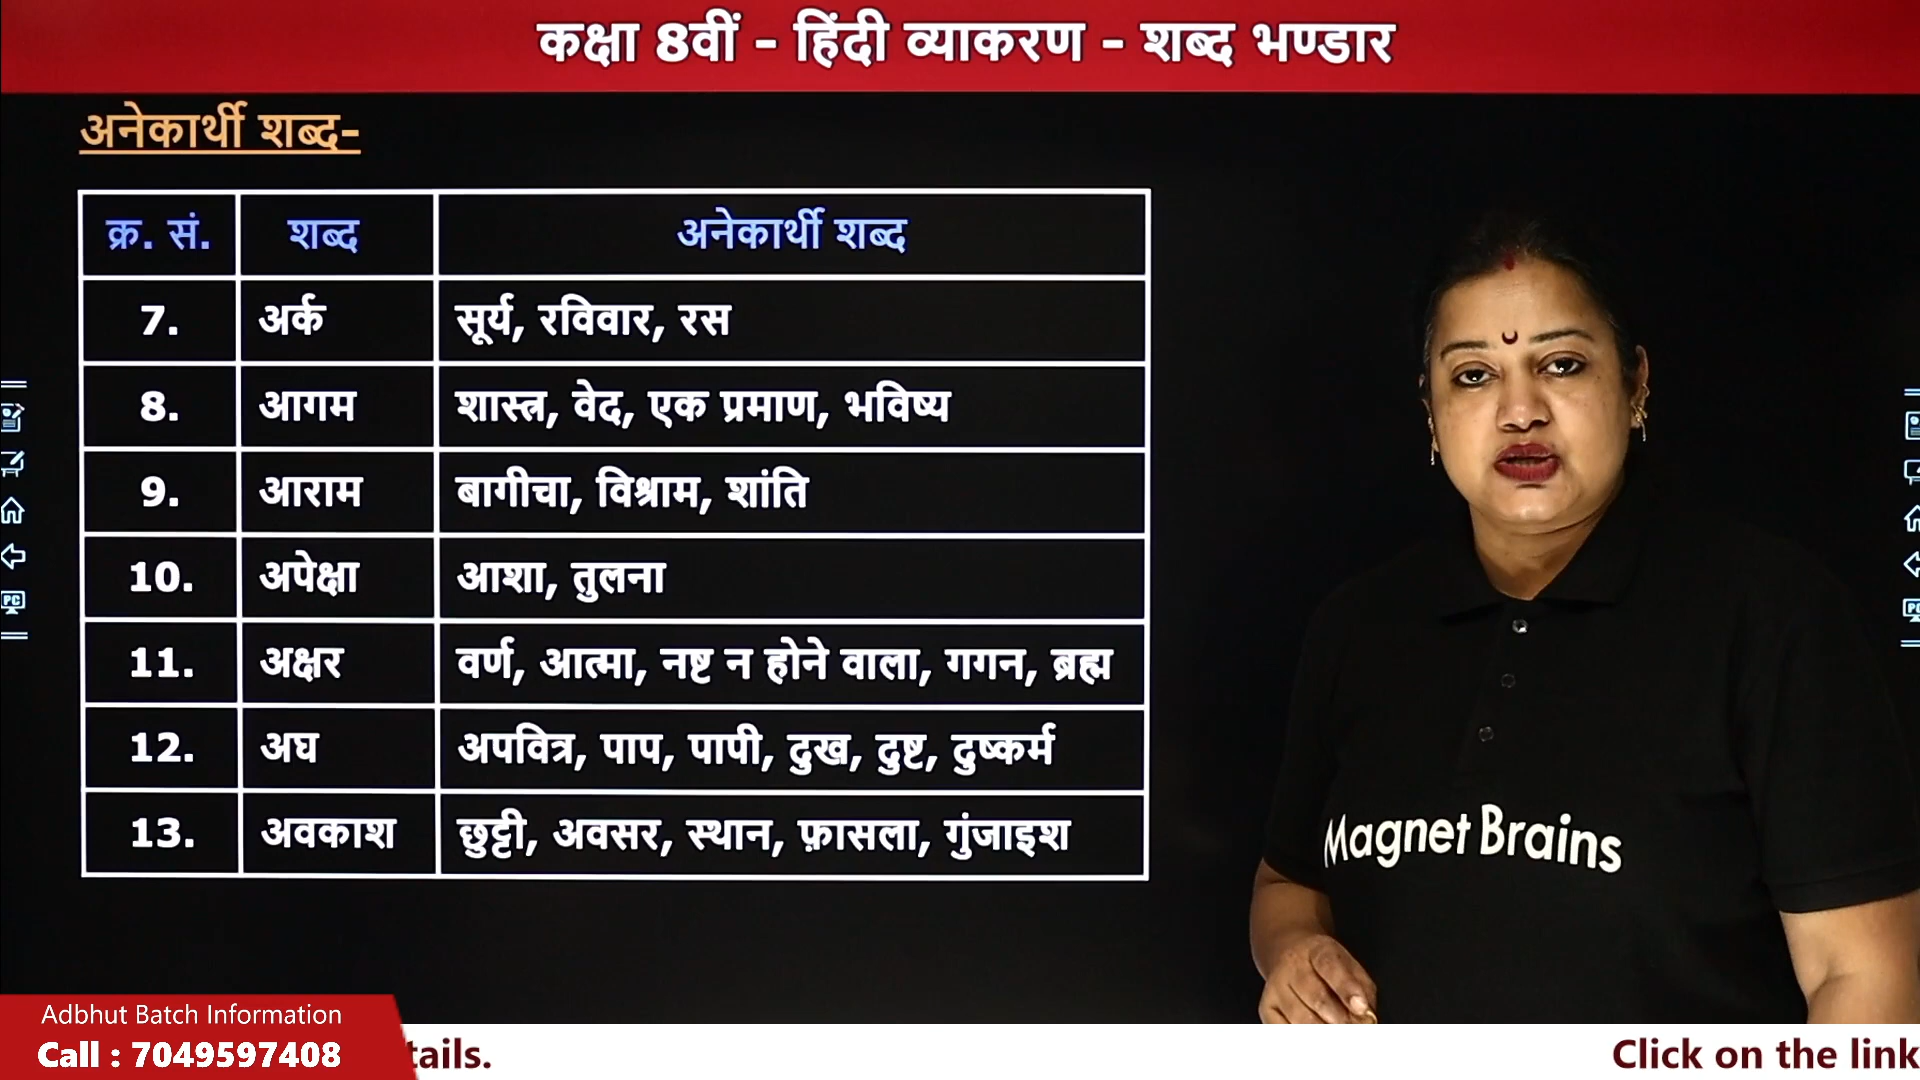 कक्षा 8वीं - हिंदी व्याकरण - शब्द भण्डार
अनेकार्थी शब्द-
क्र. सं. शब्द अनेकार्थी शब्द
7. अर्क सूर्य, रविवार, रस
8. आगम शास्त्र, वेद, एक प्रमाण, भविष्य
9. आराम बागीचा, विश्राम, शांति
10. अपेक्षा आशा, तुलना
11. अक्षर वर्ण, आत्मा, नष्ट न होने वाला, गगन, ब्रह्म
12. अघ अपवित्र, पाप, पापी, दुख, दुष्ट, दुष्कर्म
13. अवकाश छुट्टी, अवसर, स्थान, फ़ासला, गुंजाइश
Magnet Brains
PC
Adbhut Batch Information
Call : 7049597408
tails. Click on the link